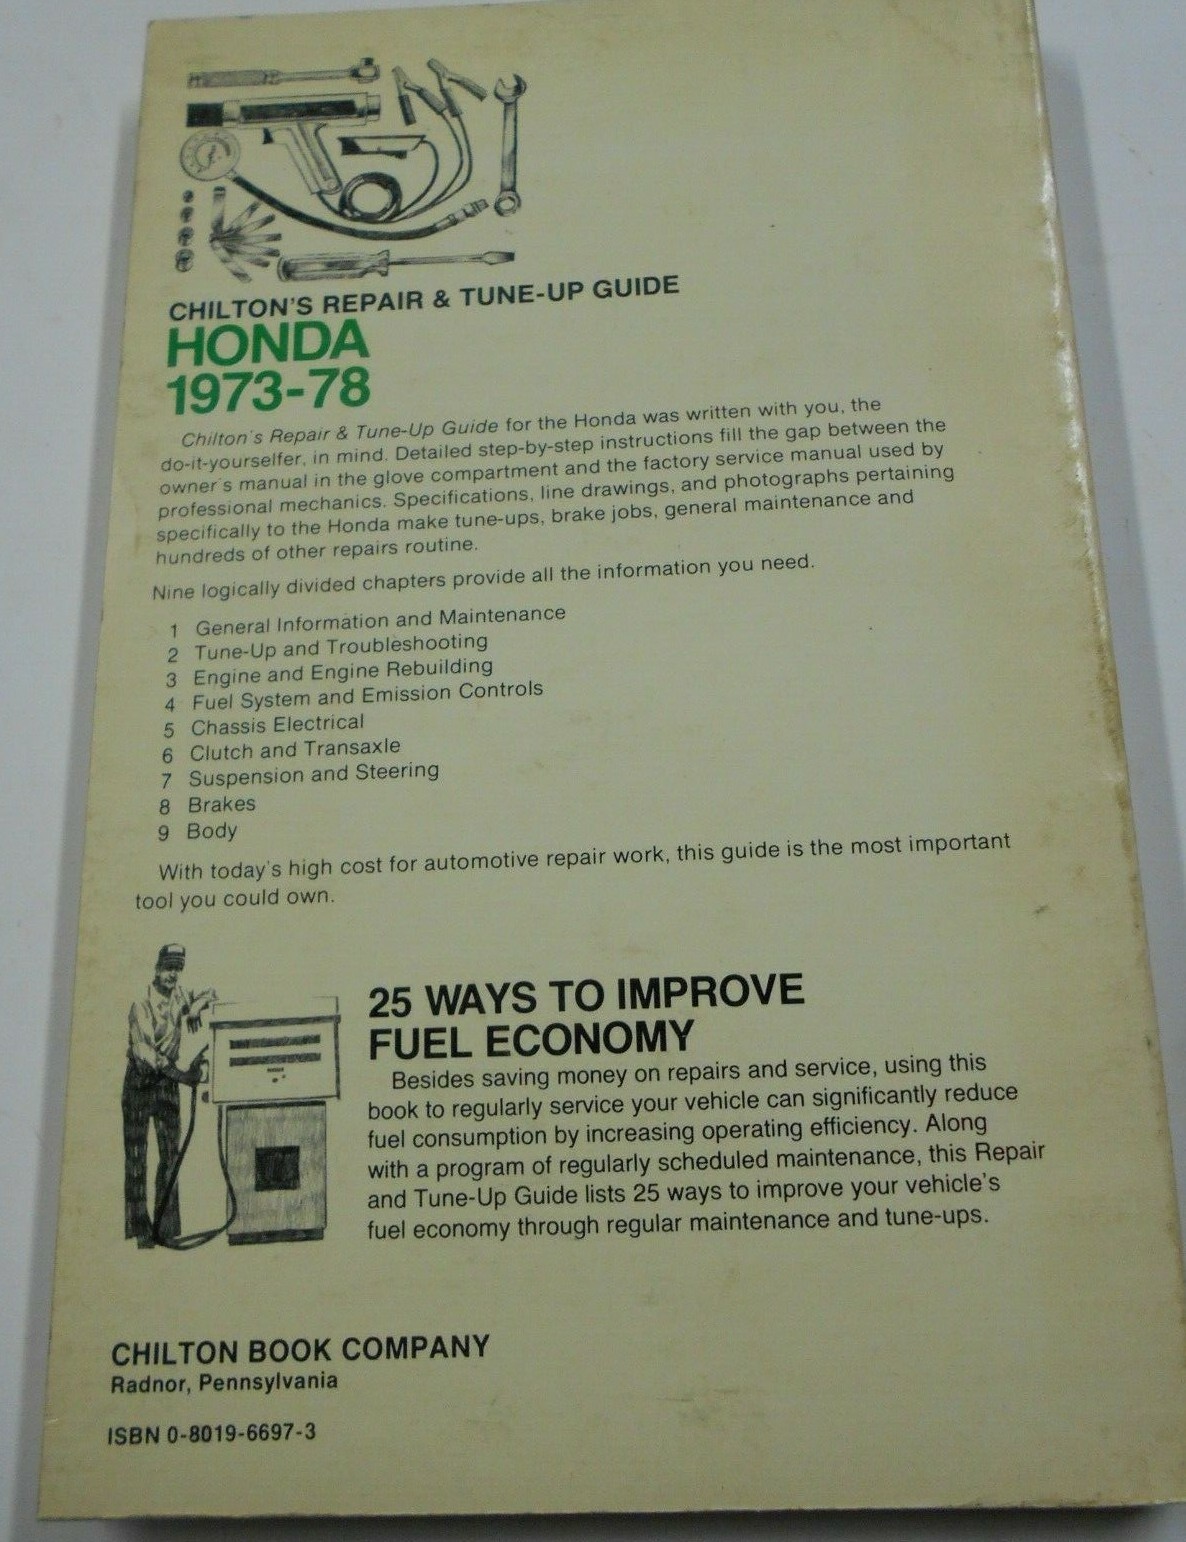 CHILTON'S REPAIR & TUNE-UP GUIDE
HONDA
1973-78
Chilton's Repair & Tune-Up Guide for the Honda was written with you, the
do-it-yourselfer, in mind. Detailed step-by-step instructions fill the gap between the
owner's manual in the glove compartment and the factory service manual used by
professional mechanics. Specifications, line drawings, and photographs pertaining
specifically to the Honda make tune-ups, brake jobs, general maintenance and
hundreds of other repairs routine.
Nine logically divided chapters provide all the information you need.
1 General Information and Maintenance
2 Tune-Up and Troubleshooting
3 Engine and Engine Rebuilding
4 Fuel System and Emission Controls
5 Chassis Electrical
6 Clutch and Transaxle
7 Suspension and Steering
8 Brakes
9 Body
With today's high cost for automotive repair work, this guide is the most important
tool you could own.
25 WAYS TO IMPROVE
FUEL ECONOMY
Besides saving money on repairs and service, using this
book to regularly service your vehicle can significantly reduce
fuel consumption by increasing operating efficiency. Along
with a program of regularly scheduled maintenance, this Repair
and Tune-Up Guide lists 25 ways to improve your vehicle's
fuel economy through regular maintenance and tune-ups.
CHILTON BOOK COMPANY
Radnor, Pennsylvania
ISBN 0-8019-6697-3